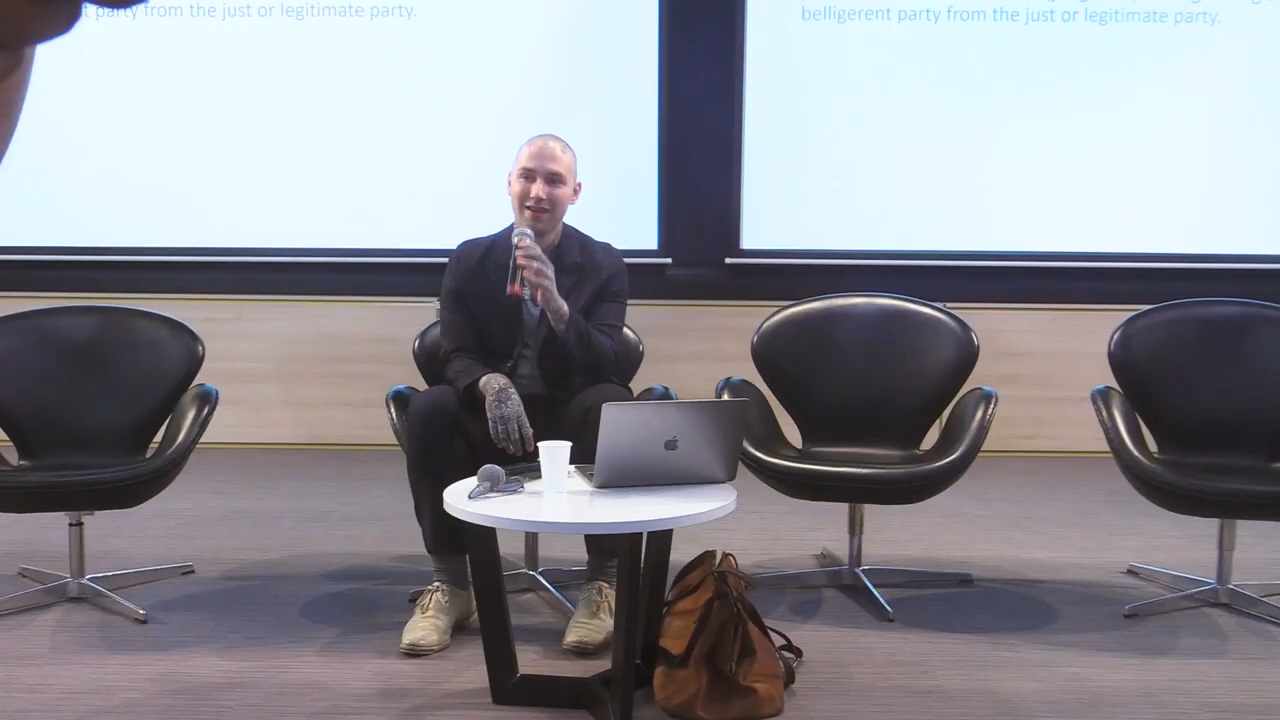 t party from the just or legitimate party.
belligerent party from the just or legitimate party.